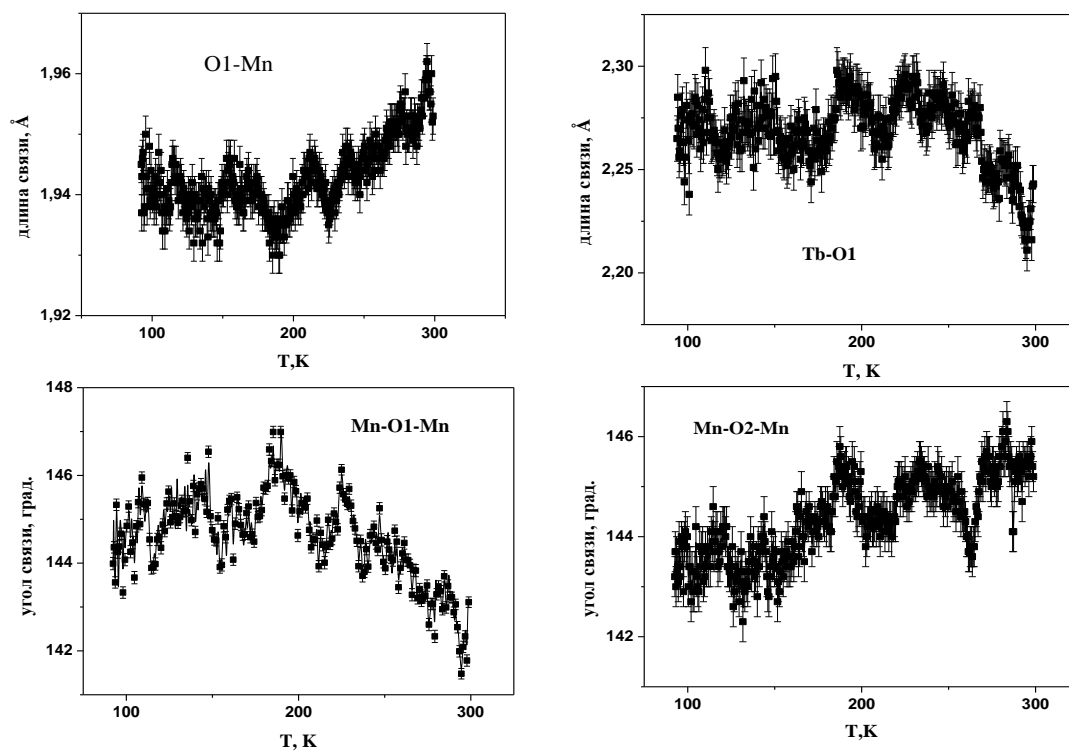 O1-Mn
длина связи, Å
1,96
1,94
1,92
100
200
300
T,K
длина связи, Å
2,30
2,25
2,20
Tb-O1
100
200
300
T, K
Mn-O1-Mn
угол связи, град.
148
146
144
142
100
200
300
T, K
Mn-O2-Mn
угол связи, град.
146
144
142
100
200
300
T,K